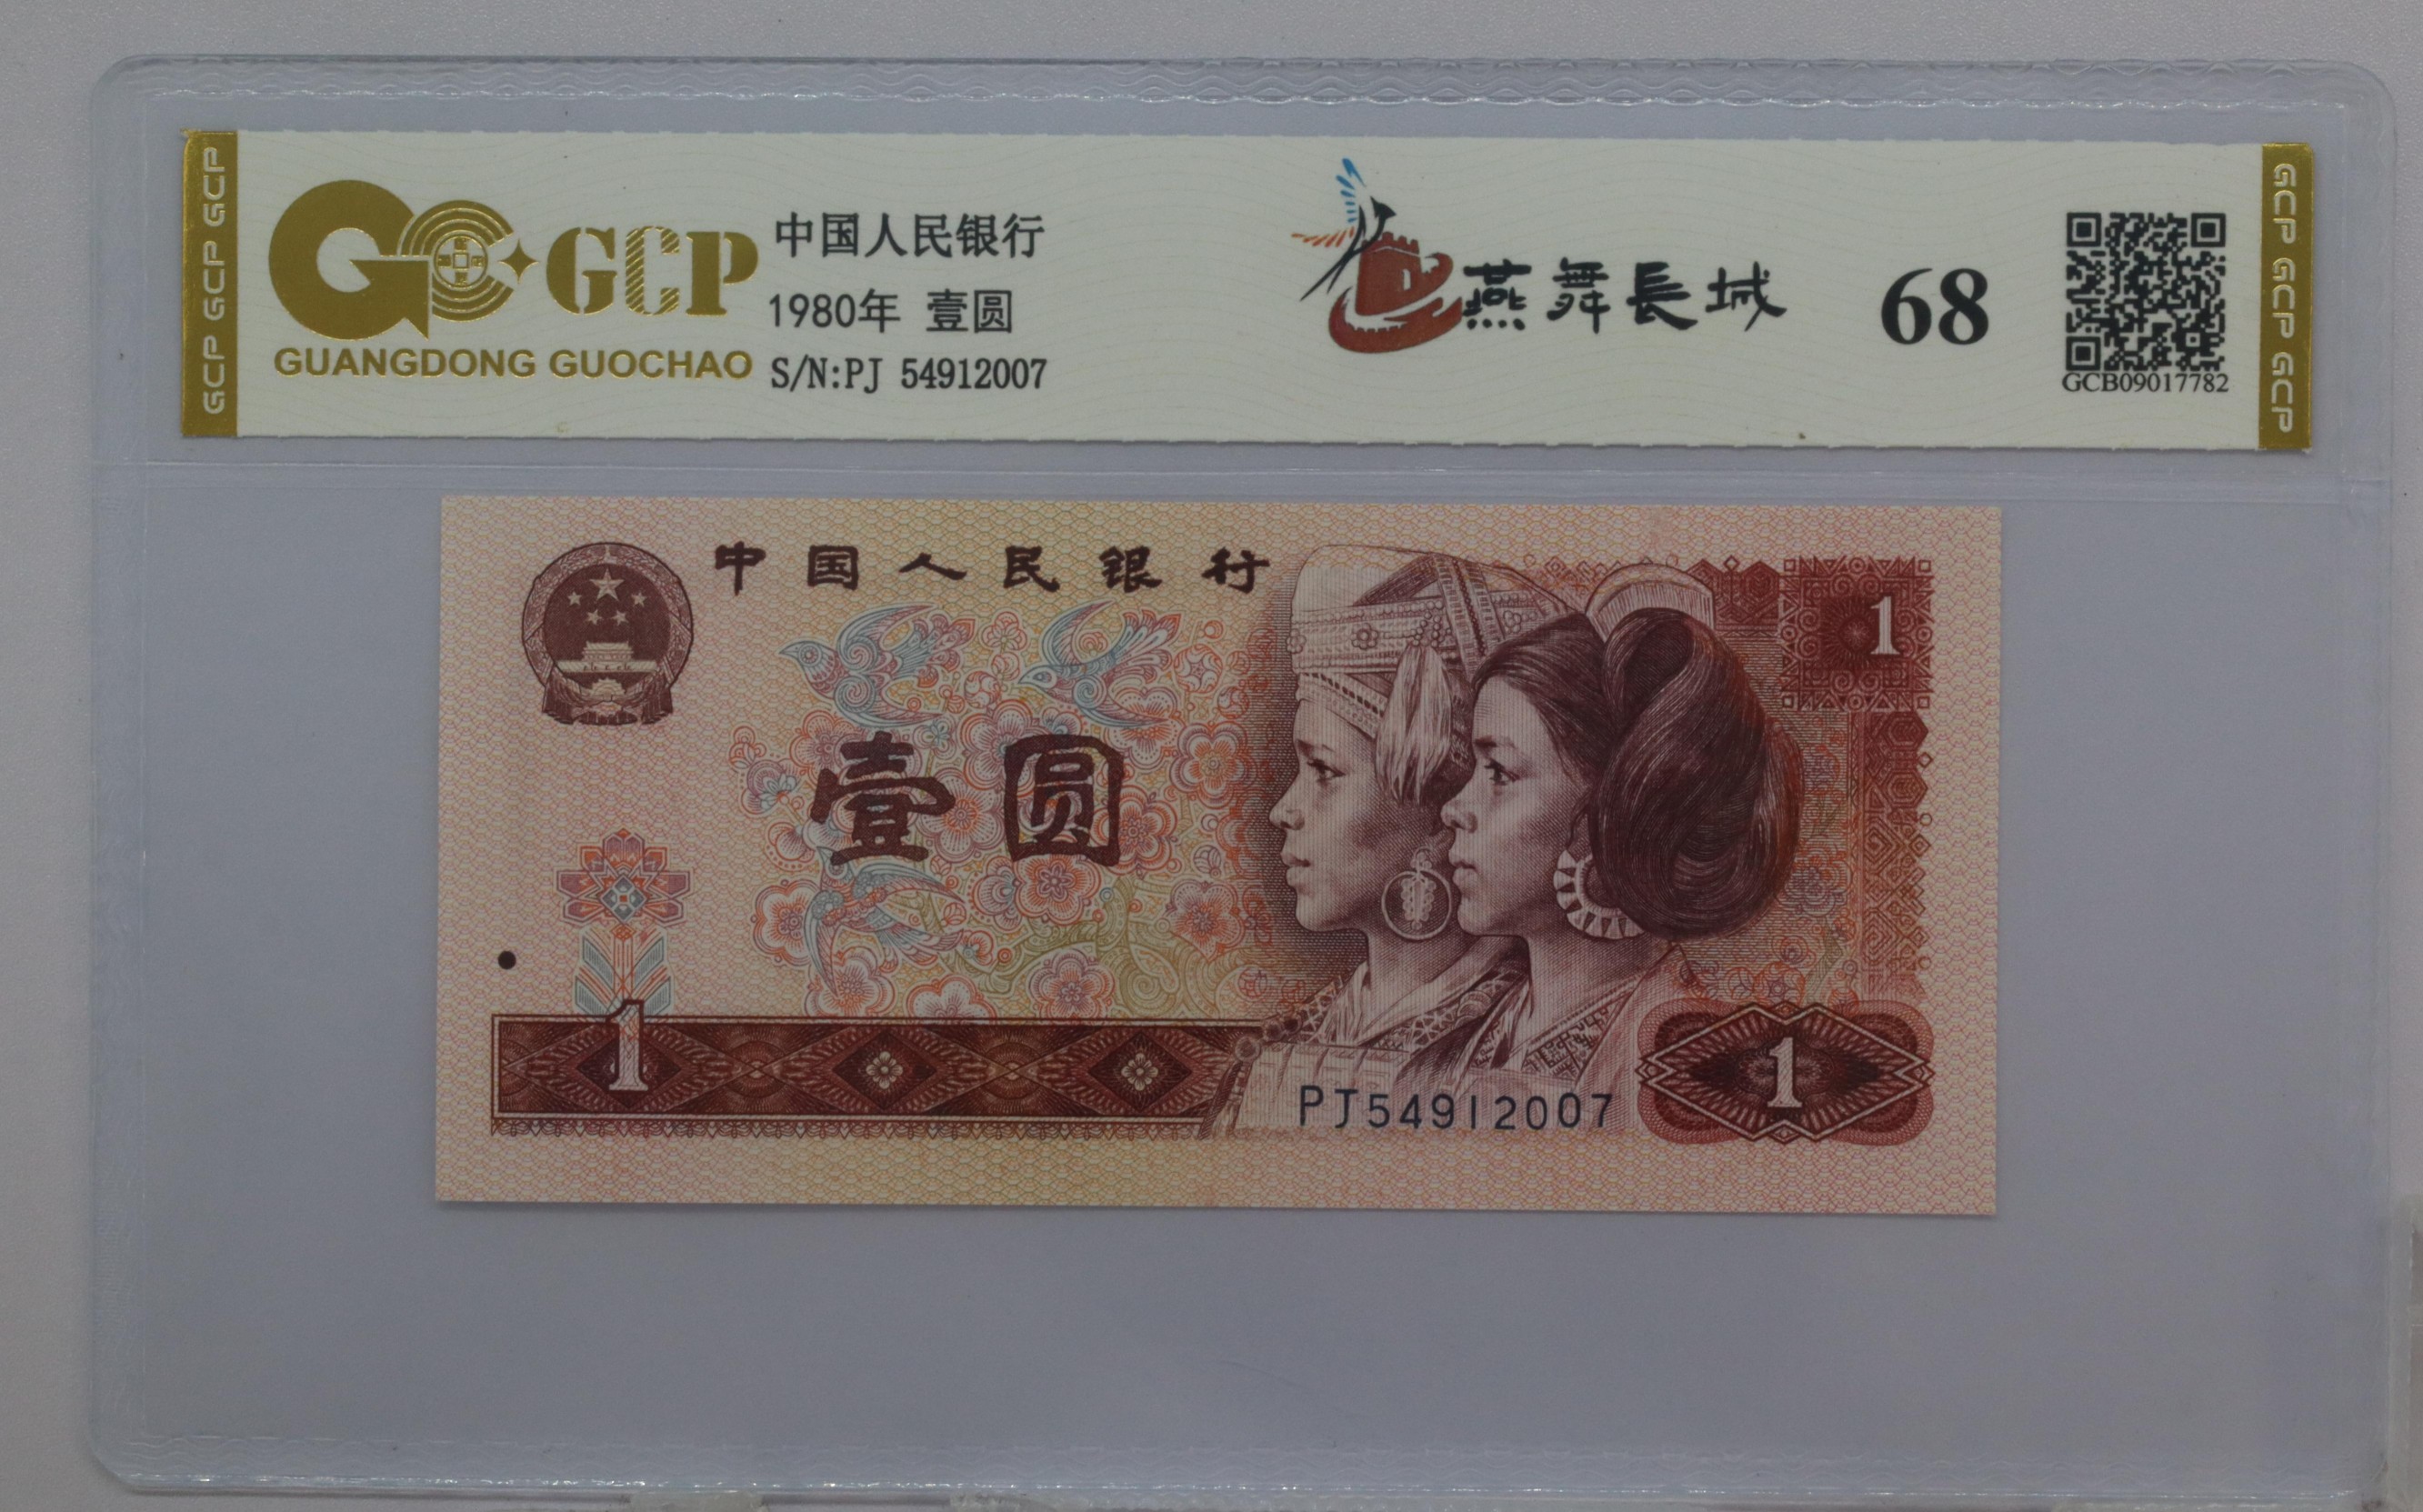 GCP GCP GCP
GCP
GUANGDONG GUOCHAO
中国人民银行
1980年 壹圆
S/N:PJ 54912007
燕舞長城
68
GCB09017782
GCP GCP GCP
中国人民银行
1
壹圆
1
PJ54912007
1